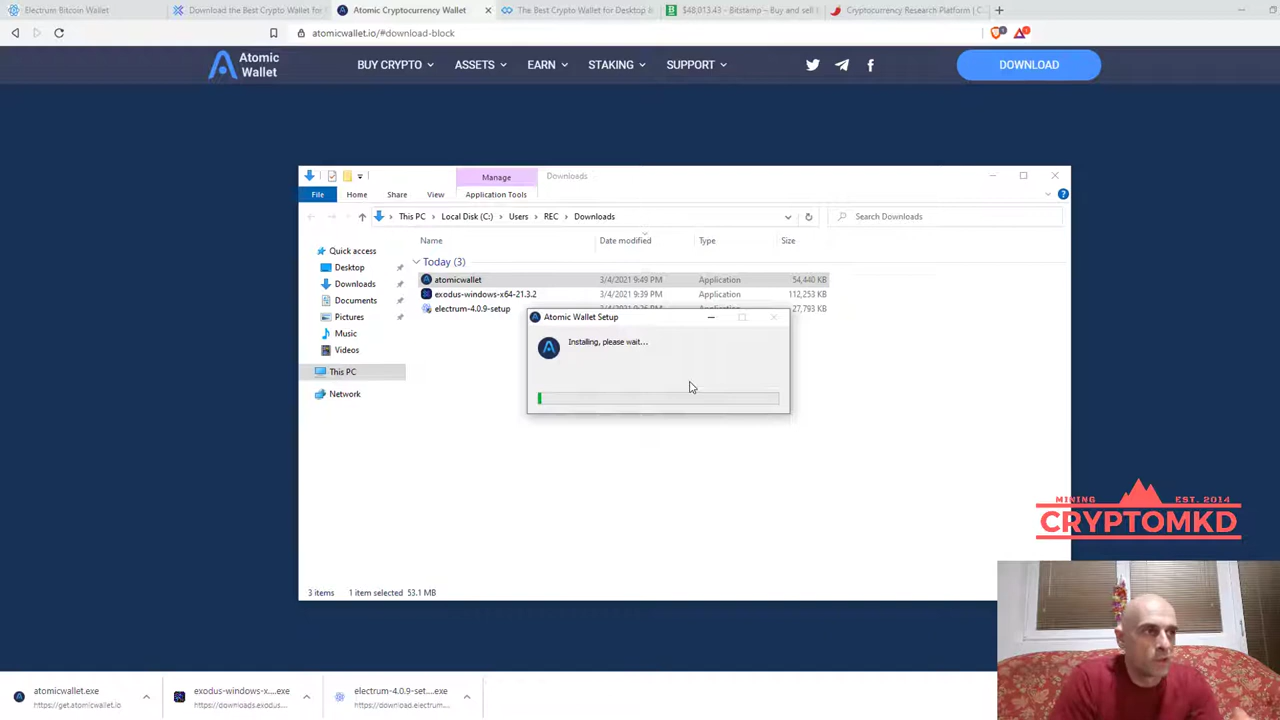 Electrum Bitcoin Wallet
Download the Best Crypto Wallet for
Atomic Cryptocurrency Wallet
The Best Crypto Wallet for Desktop &
$48,013.43 - Bitstamp – Buy and sell
Cryptocurrency Research Platform | C
atomicwallet.io/#download-block
Atomic
Wallet
BUY CRYPTO
ASSETS
EARN
STAKING
SUPPORT
DOWNLOAD
Manage
Downloads
File
Home
Share
View
Application Tools
This PC
Local Disk (C:)
Users
REC
Downloads
Search Downloads
Name
Date modified
Type
Size
Quick access
Desktop
Downloads
Documents
Pictures
Music
Videos
This PC
Network
Today (3)
atomicwallet
3/4/2021 9:49 PM
Application
54,440 KB
exodus-windows-x64-21.3.2
3/4/2021 9:39 PM
Application
112,253 KB
electrum-4.0.9-setup
27,793 KB
Atomic Wallet Setup
Installing, please wait...
3 items
1 item selected
53.1 MB
MINING
EST. 2014
CRYPTOMKD
atomicwallet.exe
https://get.atomicwallet.io
exodus-windows-x....exe
https://downloads.exodus...
electrum-4.0.9-set....exe
https://download.electrum...